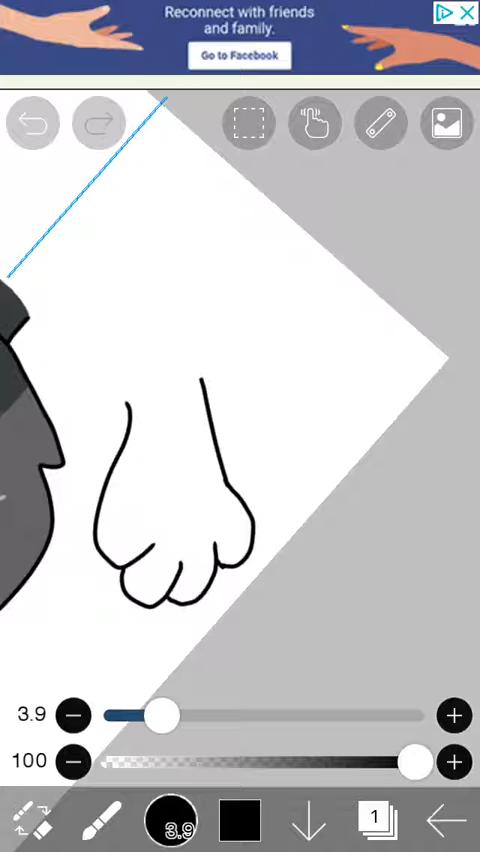 Reconnect with friends
and family.
Go to Facebook
3.9
100
3.9
1